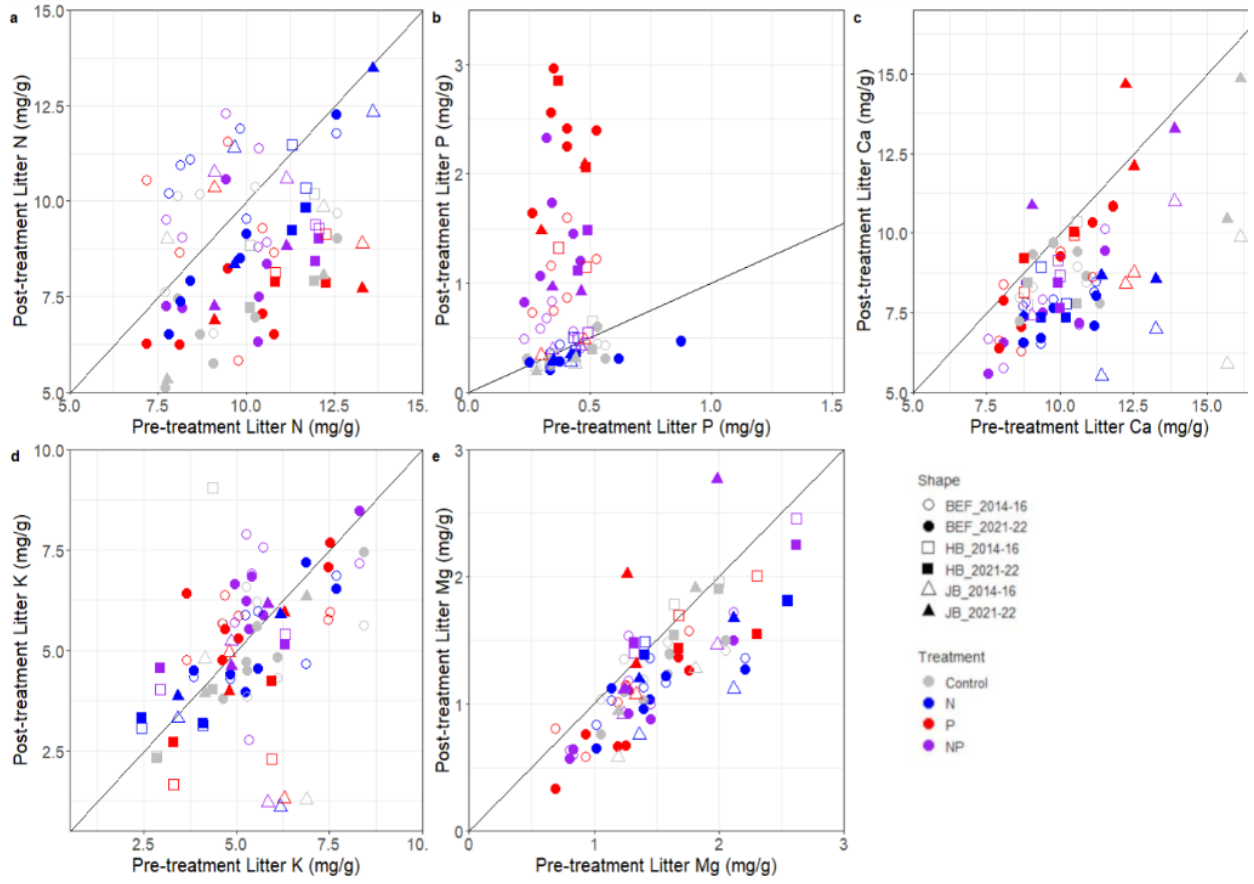 a
Post-treatment Litter N (mg/g)
15.0
12.5
10.0
7.5
5.0
5.0 7.5 10.0 12.5 15.
Pre-treatment Litter N (mg/g)
b
Post-treatment Litter P (mg/g)
3
2
1
0
0 0.5 1.0 1.5
Pre-treatment Litter P (mg/g)
c
Post-treatment Litter Ca (mg/g)
15.0
12.5
10.0
7.5
5.0
5.0 7.5 10.0 12.5 15.0
Pre-treatment Litter Ca (mg/g)
d
Post-treatment Litter K (mg/g)
10.0
7.5
5.0
2.5
2.5 5.0 7.5 10.
Pre-treatment Litter K (mg/g)
e
Post-treatment Litter Mg (mg/g)
3
2
1
0
0 1 2 3
Pre-treatment Litter Mg (mg/g)
Shape
BEF_2014-16
BEF_2021-22
HB_2014-16
HB_2021-22
JB_2014-16
JB_2021-22
Treatment
Control
N
P
NP